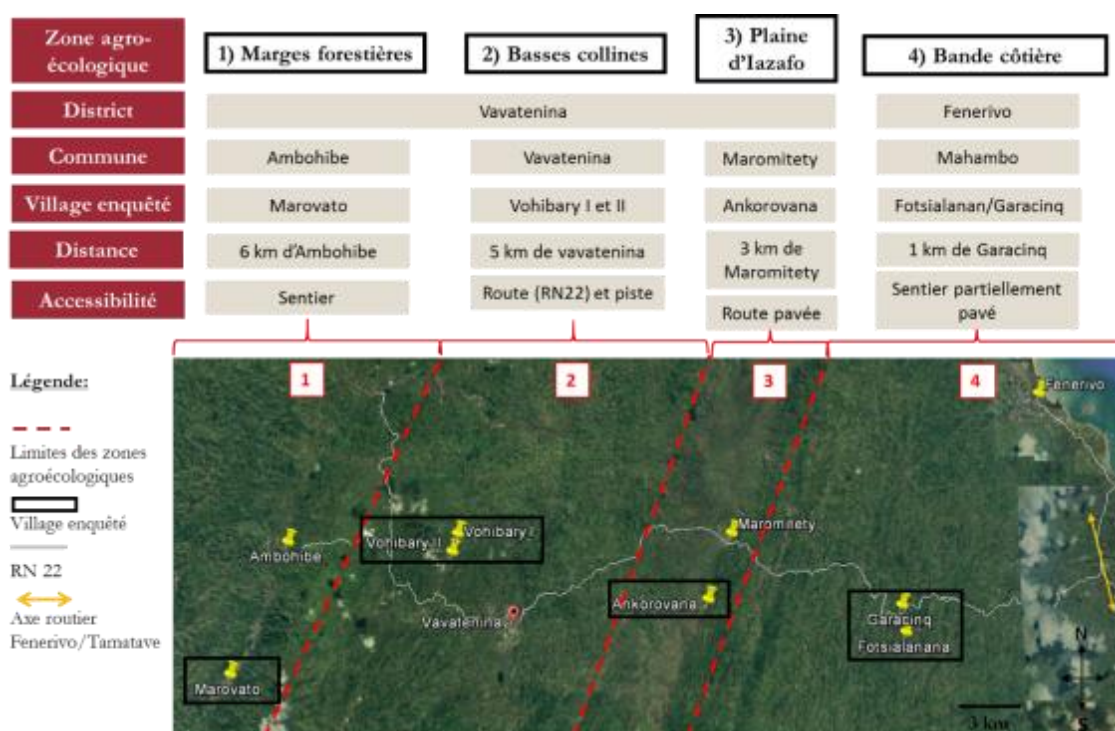 Zone agro-
écologique
1) Marges forestières
2) Basses collines
3) Plaine
d'Iazafo
4) Bande côtière
District
Vavatenina
Fenerivo
Commune
Ambohibe
Vavatenina
Maromitety
Mahambo
Village enquêté
Marovato
Vohibary I et II
Ankorovana
Fotsialanan/Garacinq
Distance
6 km d'Ambohibe
5 km de vavatenina
3 km de
Maromitety
1 km de Garacinq
Accessibilité
Sentier
Route (RN22) et piste
Route pavée
Sentier partiellement
pavé
Légende:
Limites des zones
agroécologiques
Village enquêté
RN 22
Axe routier
Fenerivo/Tamatave
1
2
3
4
Fenerivo
Maromitety
Vohibary I
Vohibary II
Ambohibe
Ankorovana
Garacinq
Vavatenina
Fotsialanana
Marovato
N
3 km
S